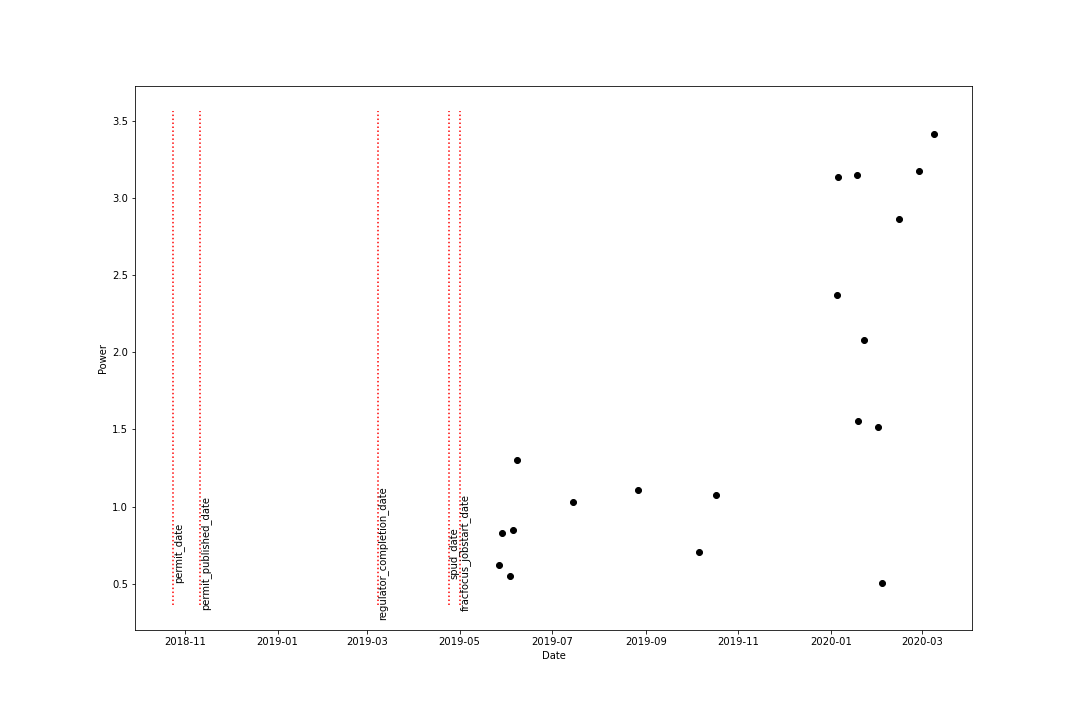 3.5
3.0
2.5
2.0
1.5
1.0
0.5
Power
permit_date
permit_published_date
regulator_completion_date
spud_date
fracfocus_jobstart_date
2018-11
2019-01
2019-03
2019-05
2019-07
2019-09
2019-11
2020-01
2020-03
Date